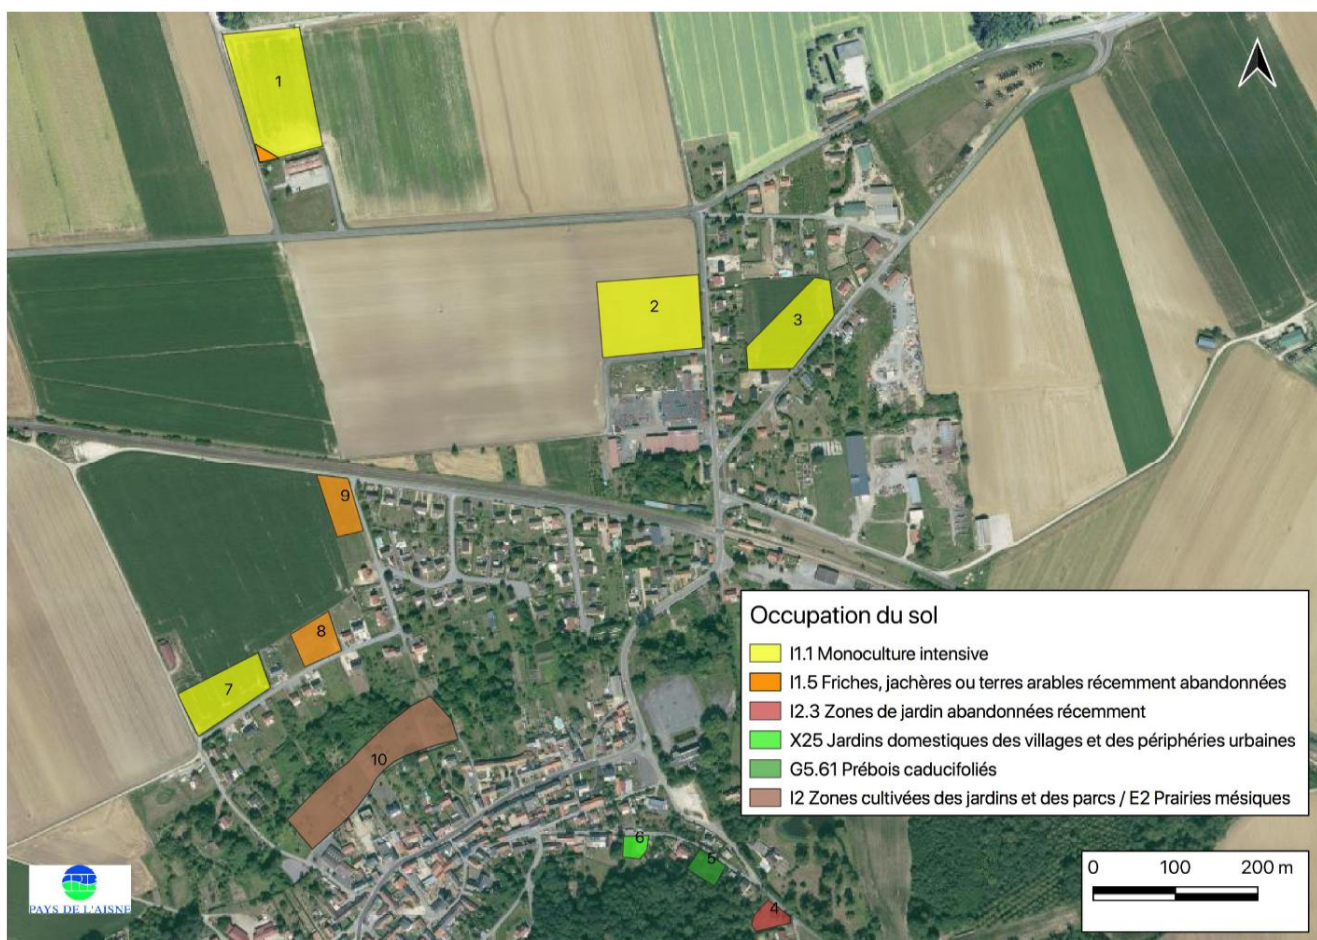 1
2
3
9
8
7
10
6
5
4
Occupation du sol
I1.1 Monoculture intensive
I1.5 Friches, jachères ou terres arables récemment abandonnées
I2.3 Zones de jardin abandonnées récemment
X25 Jardins domestiques des villages et des périphéries urbaines
G5.61 Prébois caducifoliés
I2 Zones cultivées des jardins et des parcs / E2 Prairies mésiques
0 100 200 m
CPIE
PAYS DE L'AISNE